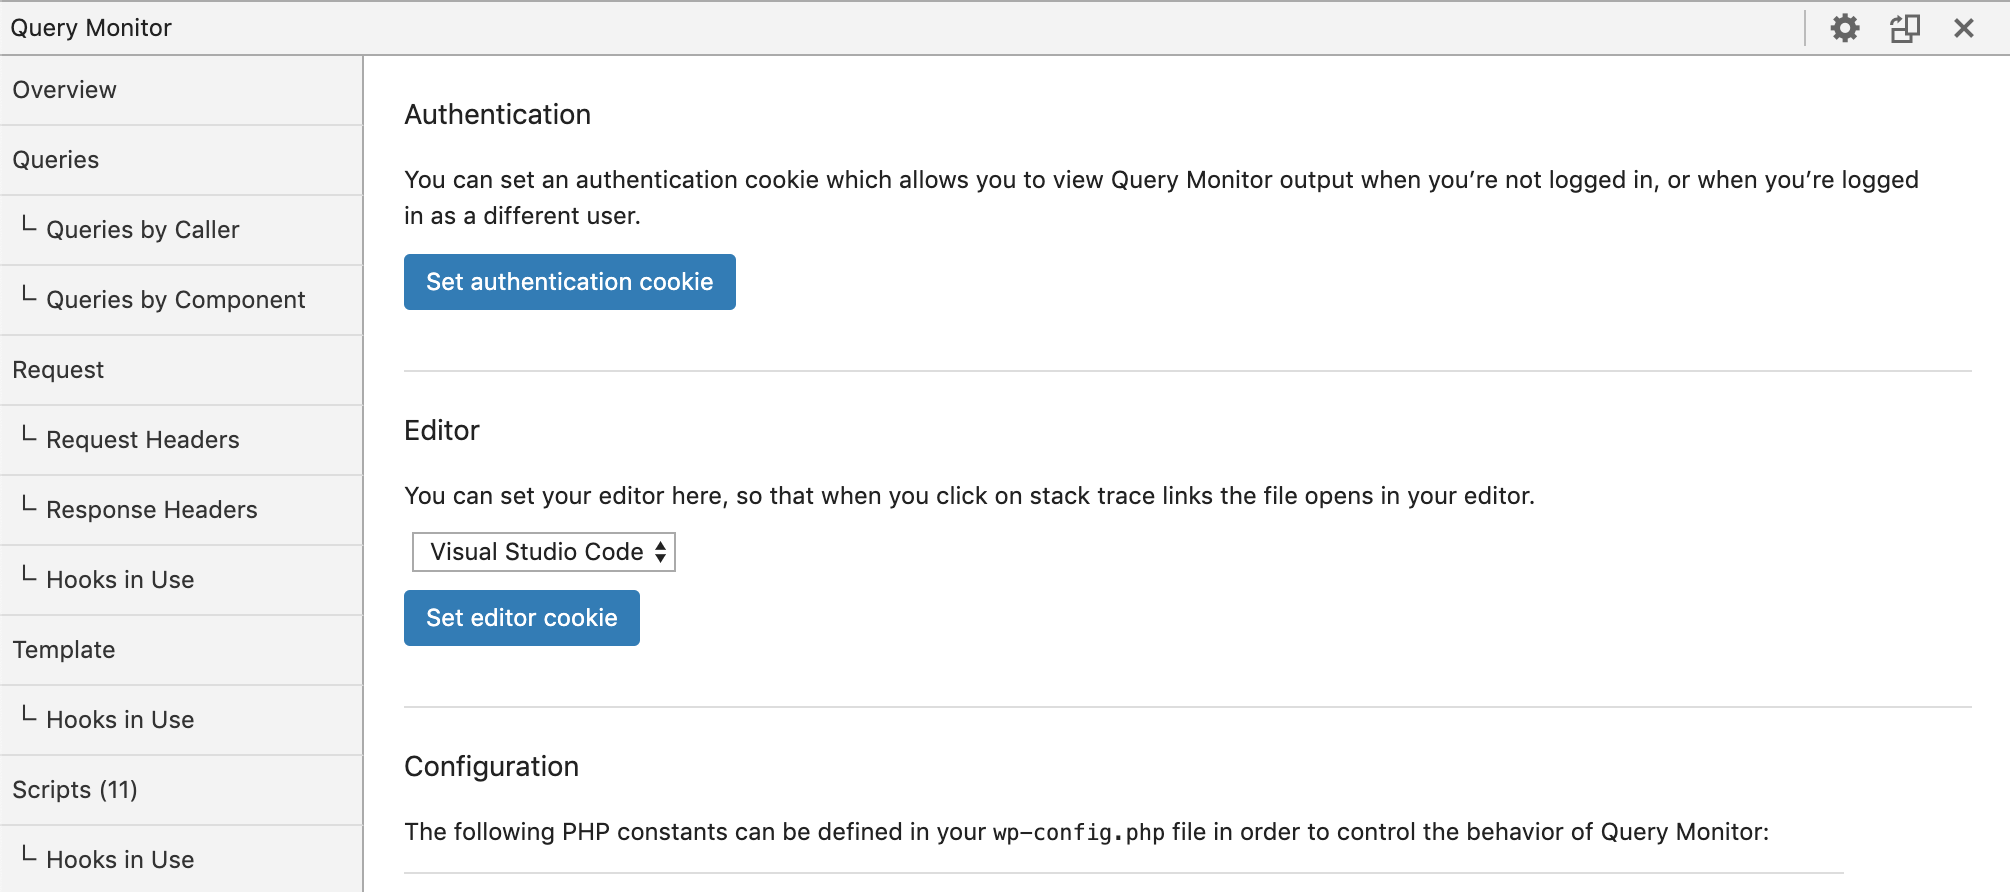 Query Monitor
Overview
Queries
Queries by Caller
Queries by Component
Request
Request Headers
Response Headers
Hooks in Use
Template
Hooks in Use
Scripts (11)
Hooks in Use
Authentication
You can set an authentication cookie which allows you to view Query Monitor output when you’re not logged in, or when you’re logged
in as a different user.
Set authentication cookie
Editor
You can set your editor here, so that when you click on stack trace links the file opens in your editor.
Visual Studio Code
Set editor cookie
Configuration
The following PHP constants can be defined in your wp-config.php file in order to control the behavior of Query Monitor: